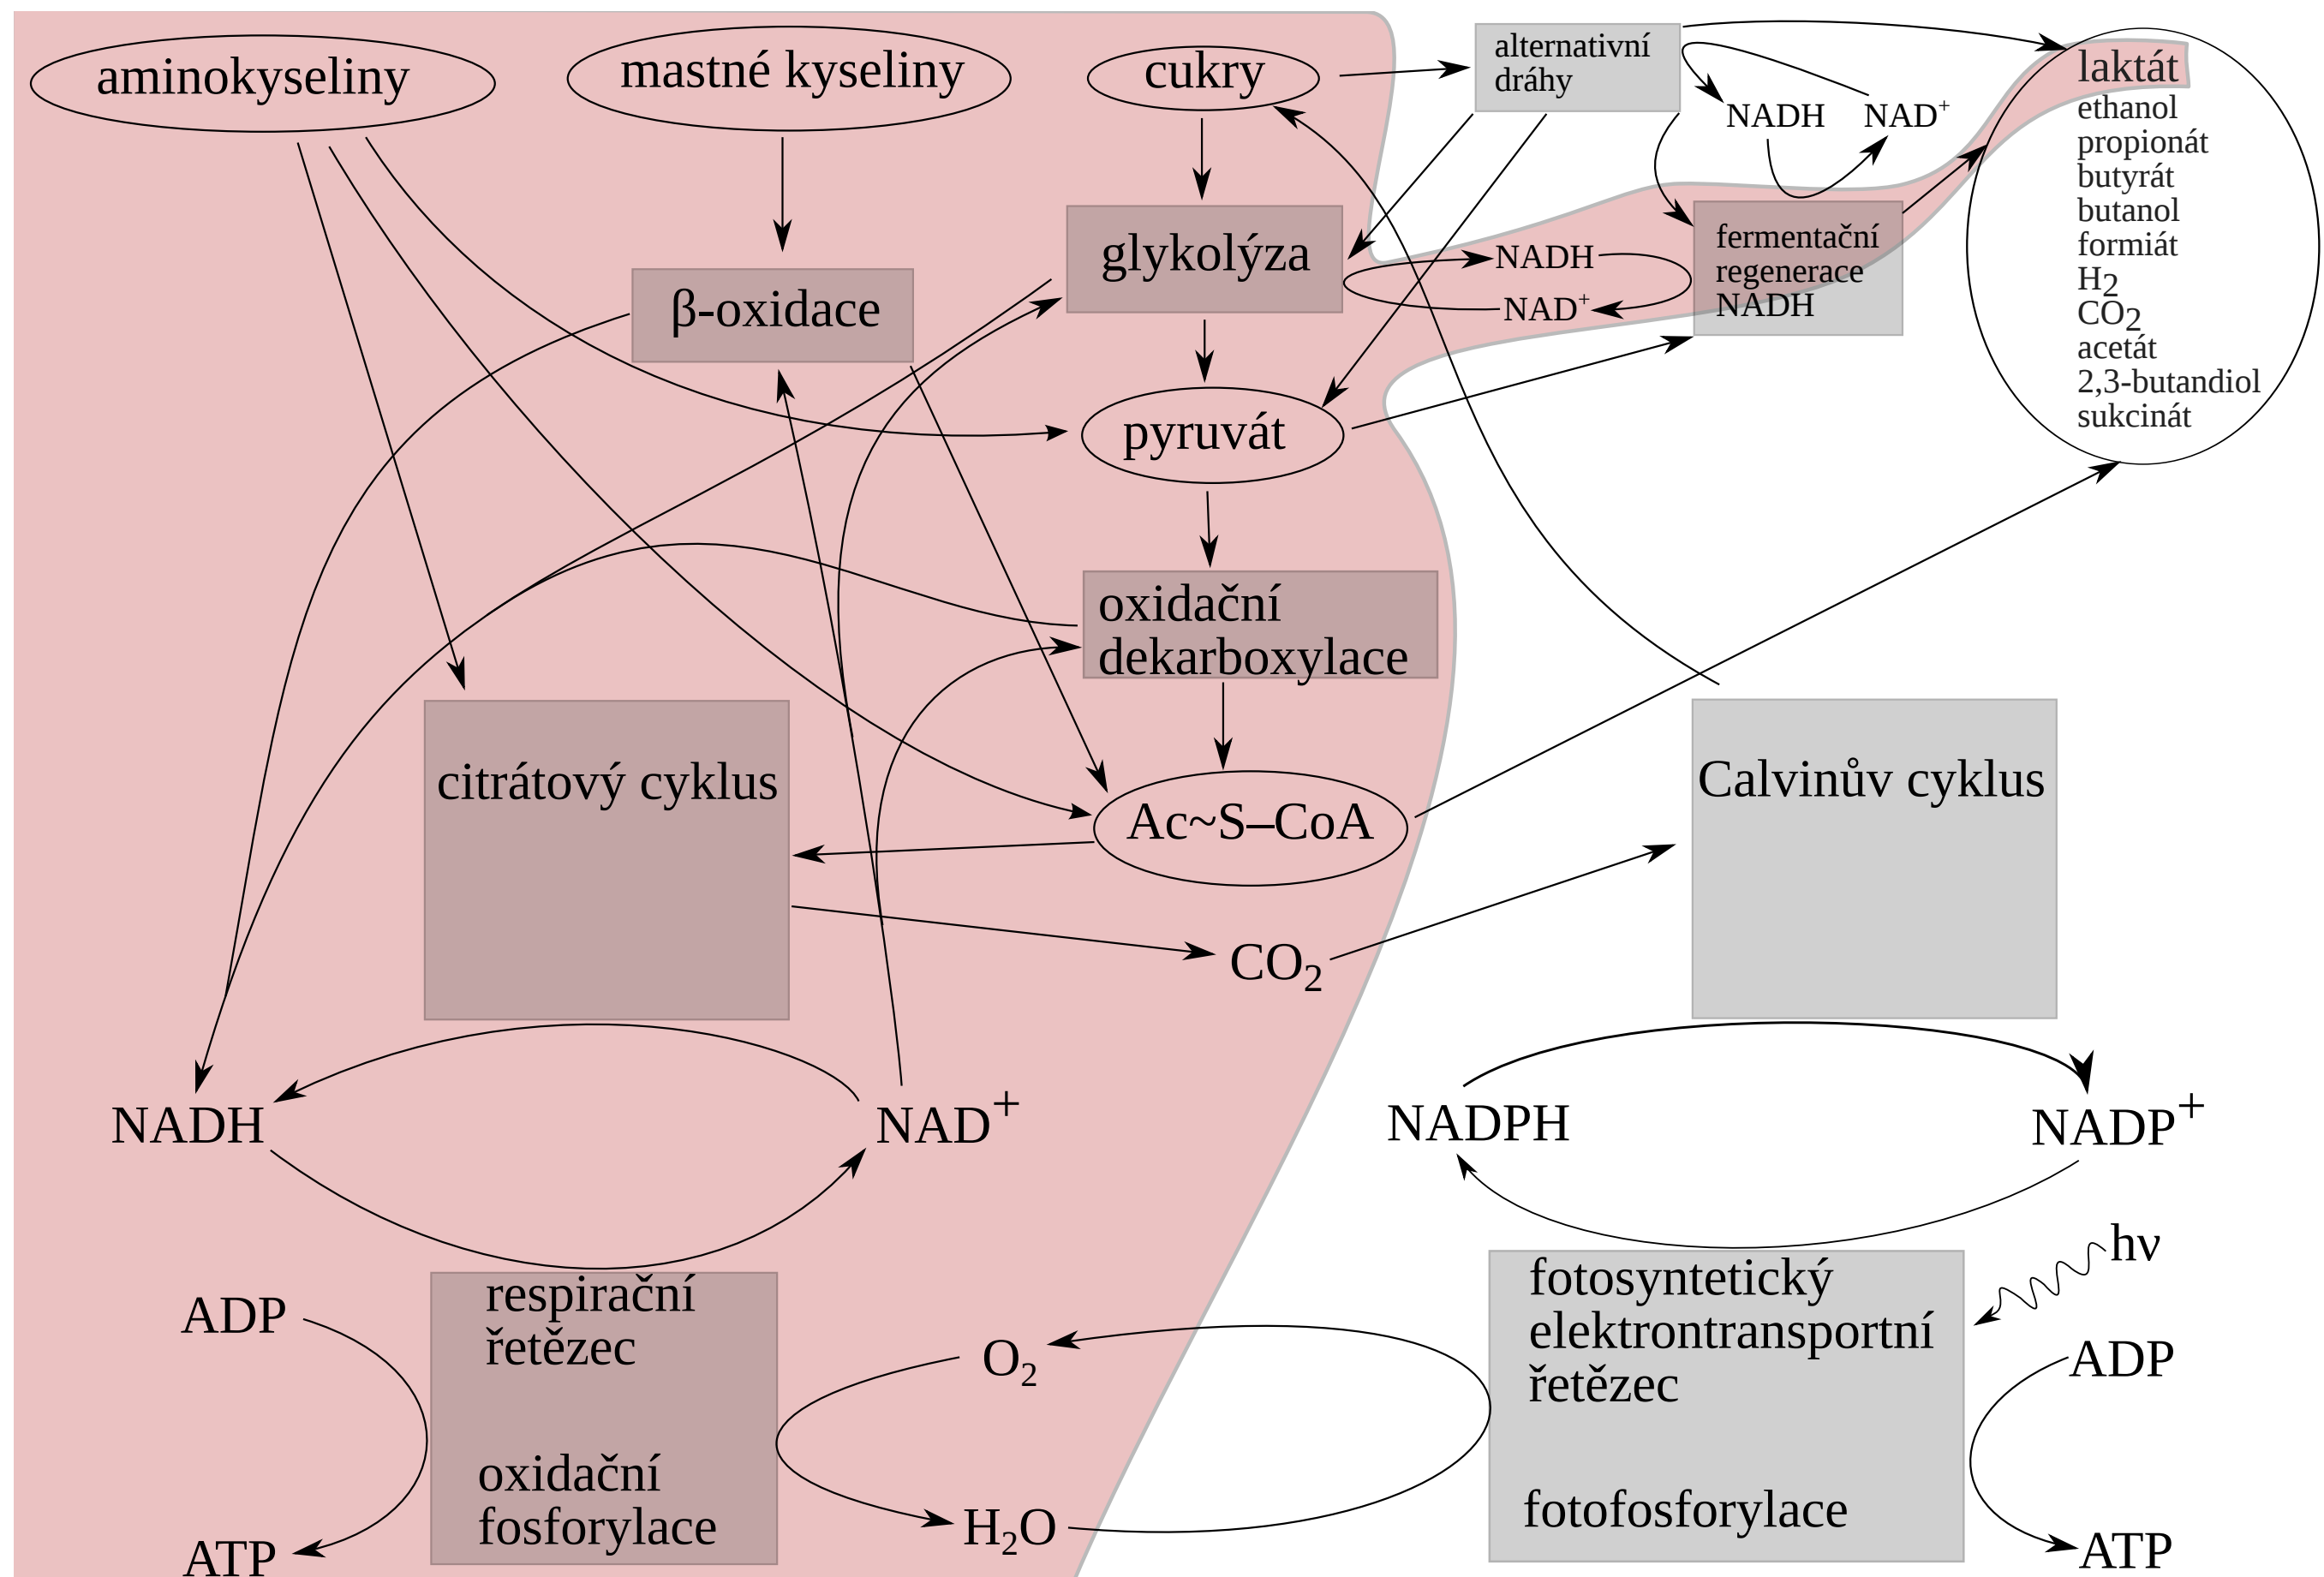 aminokyseliny
mastné kyseliny
cukry
alternativní
dráhy
NADH
NAD+
laktát
ethanol
propionát
butyrát
butanol
formiát
H2
CO2
acetát
2,3-butandiol
sukcinát
β-oxidace
glykolýza
NADH
NAD+
fermentační
regenerace
NADH
pyruvát
oxidační
dekarboxylace
citrátový cyklus
Ac~S–CoA
Calvinův cyklus
CO2
NADH
NAD+
NADPH
NADP+
ADP
respirační
řetězec
oxidační
fosforylace
ATP
O2
H2O
fotosyntetický
elektrontransportní
řetězec
fotofosforylace
hν
ADP
ATP